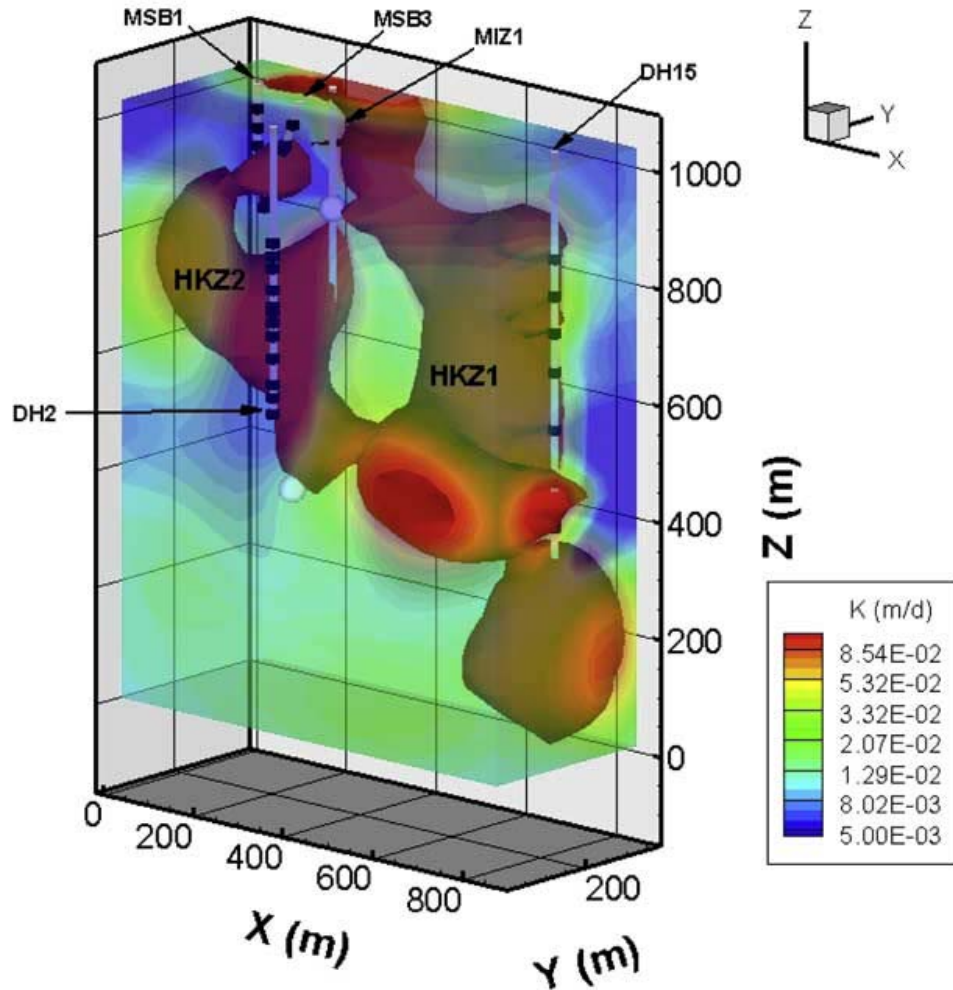 MSB1
MSB3
MIZ1
DH15
Z
Y
X
1000
HKZ2
800
HKZ1
600
DH2
400
Z (m)
K (m/d)
8.54E-02
5.32E-02
3.32E-02
2.07E-02
1.29E-02
8.02E-03
5.00E-03
200
0
0
200
400
600
800
200
X (m)
Y (m)